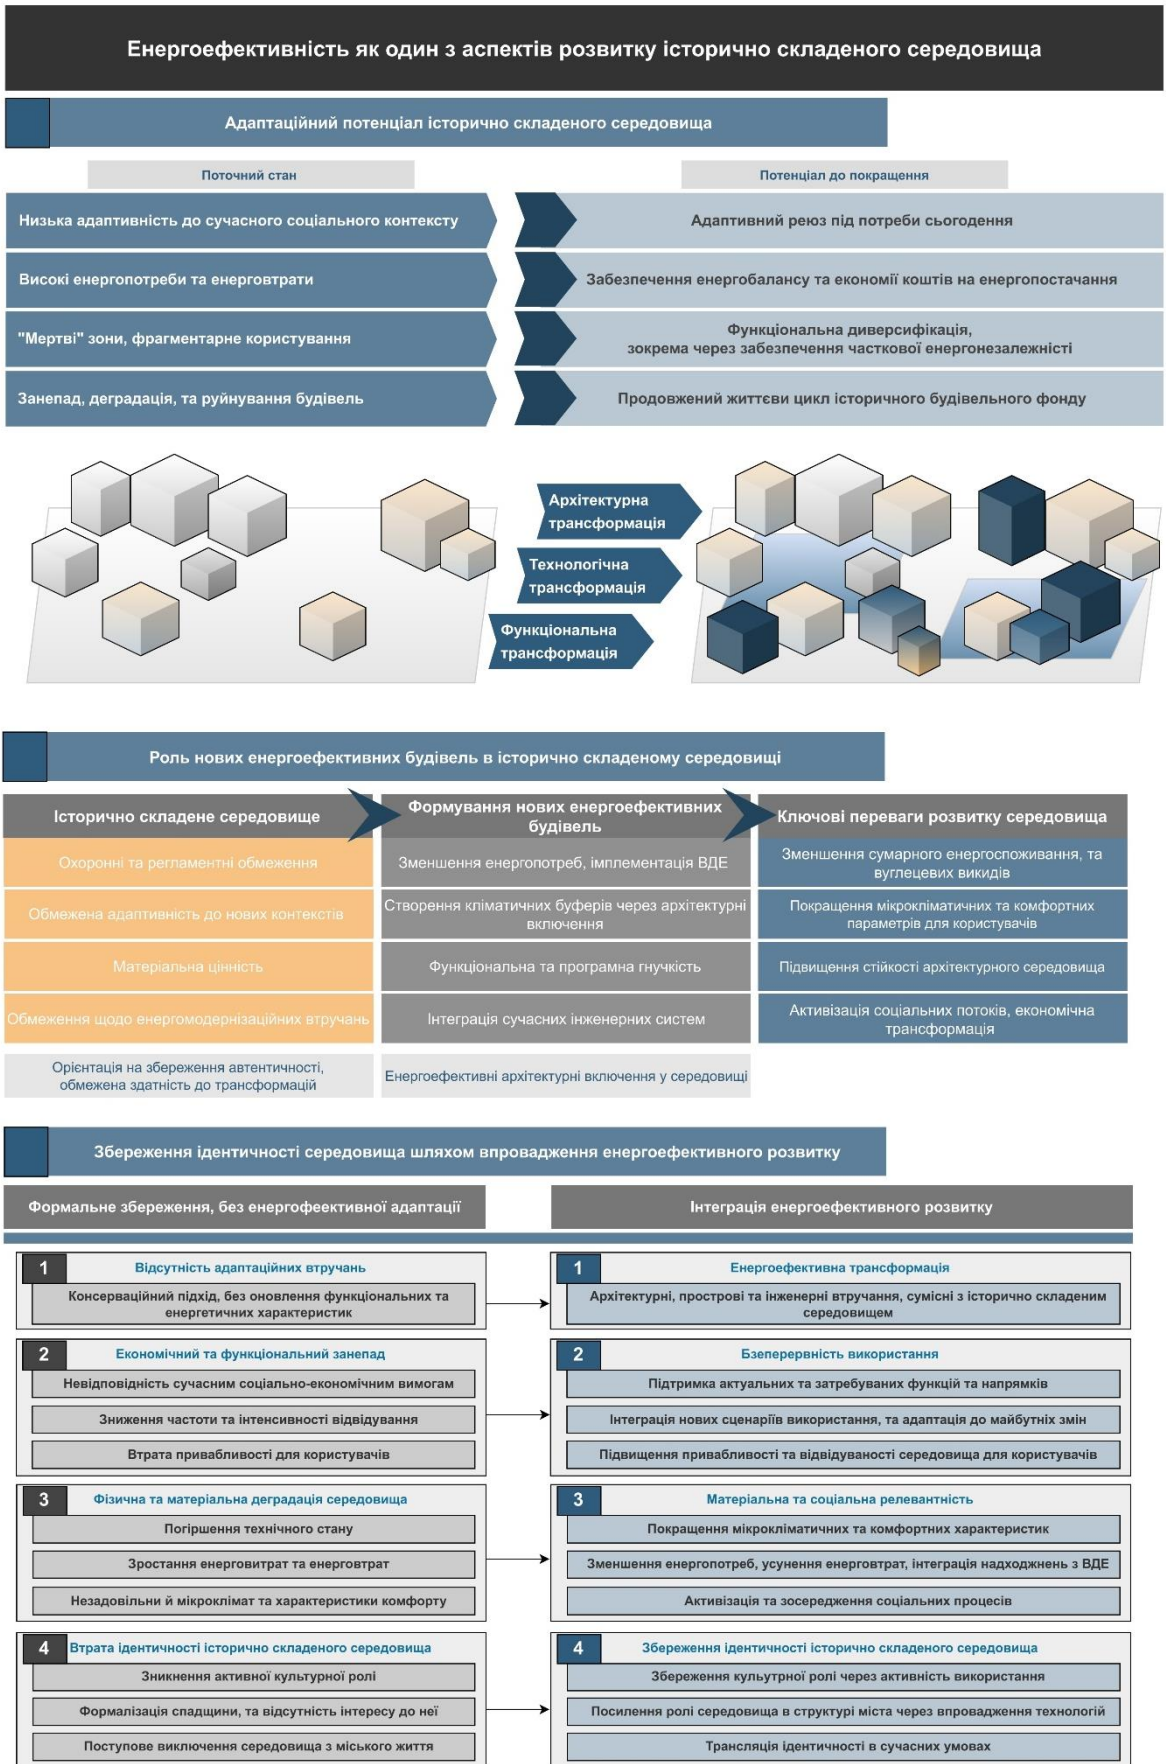 Енергоефективність як один з аспектів розвитку історично складеного середовища
Адаптаційний потенціал історично складеного середовища
Поточний стан
Потенціал до покращення
Низька адаптивність до сучасного соціального контексту
Адаптивний реюз під потреби сьогодення
Високі енергопотреби та енерговтрати
Забезпечення енергобалансу та економії коштів на енергопостачання
"Мертві" зони, фрагментарне користування
Функціональна диверсифікація,
зокрема через забезпечення часткової енергонезалежністі
Занепад, деградація, та руйнування будівель
Продовжений життєви цикл історичного будівельного фонду
Архітектурна
трансформація
Технологічна
трансформація
Функціональна
трансформація
Роль нових енергоефективних будівель в історично складеному середовищі
Історично складене середовище
Формування нових енергоефективних
будівель
Ключові переваги розвитку середовища
Охоронні та регламентні обмеження
Зменшення енергопотреб, імплементація ВДЕ
Зменшення сумарного енергоспоживання, та
вуглецевих викидів
Обмежена адаптивність до нових контекстів
Створення кліматичних буферів через архітектурні
включення
Покращення мікрокліматичних та комфортних
параметрів для користувачів
Матеріальна цінність
Функціональна та програмна гнучкість
Підвищення стійкості архітектурного середовища
Обмеження щодо енергомодернізаційних втручань
Інтеграція сучасних інженерних систем
Активізація соціальних потоків, економічна
трансформація
Орієнтація на збереження автентичності,
обмежена здатність до трансформацій
Енергоефективні архітектурні включення у середовищі
Збереження ідентичності середовища шляхом впровадження енергоефективного розвитку
Формальне збереження, без енергофеективної адаптації
Інтеграція енергоефективного розвитку
1
Відсутність адаптаційних втручань
Консерваційний підхід, без оновлення функціональних та
енергетичних характеристик
1
Енергоефективна трансформація
Архітектурні, прострові та інженерні втручання, сумісні з історично складеним
середовищем
2
Економічний та функціональний занепад
Невідповідність сучасним соціально-економічним вимогам
Зниження частоти та інтенсивності відвідування
Втрата привабливості для користувачів
2
Бзеперервність використання
Підтримка актуальних та затребуваних функцій та напрямків
Інтеграція нових сценаріїв використання, та адаптація до майбутніх змін
Підвищення привабливості та відвідуваності середовища для користувачів
3
Фізична та матеріальна деградація середовища
Погіршення технічного стану
Зростання енерговитрат та енерговтрат
Незадовільни й мікроклімат та характеристики комфорту
3
Матеріальна та соціальна релевантність
Покращення мікрокліматичних та комфортних характеристик
Зменшення енергопотреб, усунення енерговтрат, інтеграція надходжень з ВДЕ
Активізація та зосередження соціальних процесів
4
Втрата ідентичності історично складеного середовища
Зникнення активної культурної ролі
Формалізація спадщини, та відсутність інтересу до неї
Поступове виключення середовища з міського життя
4
Збереження ідентичності історично складеного середовища
Збереження кульутрної ролі через активність використання
Посилення ролі середовища в структурі міста через впровадження технологій
Трансляція ідентичності в сучасних умовах